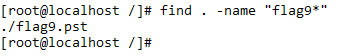 [root@localhost /]# find . -name "flag9*"
./flag9.pst
[root@localhost /]#